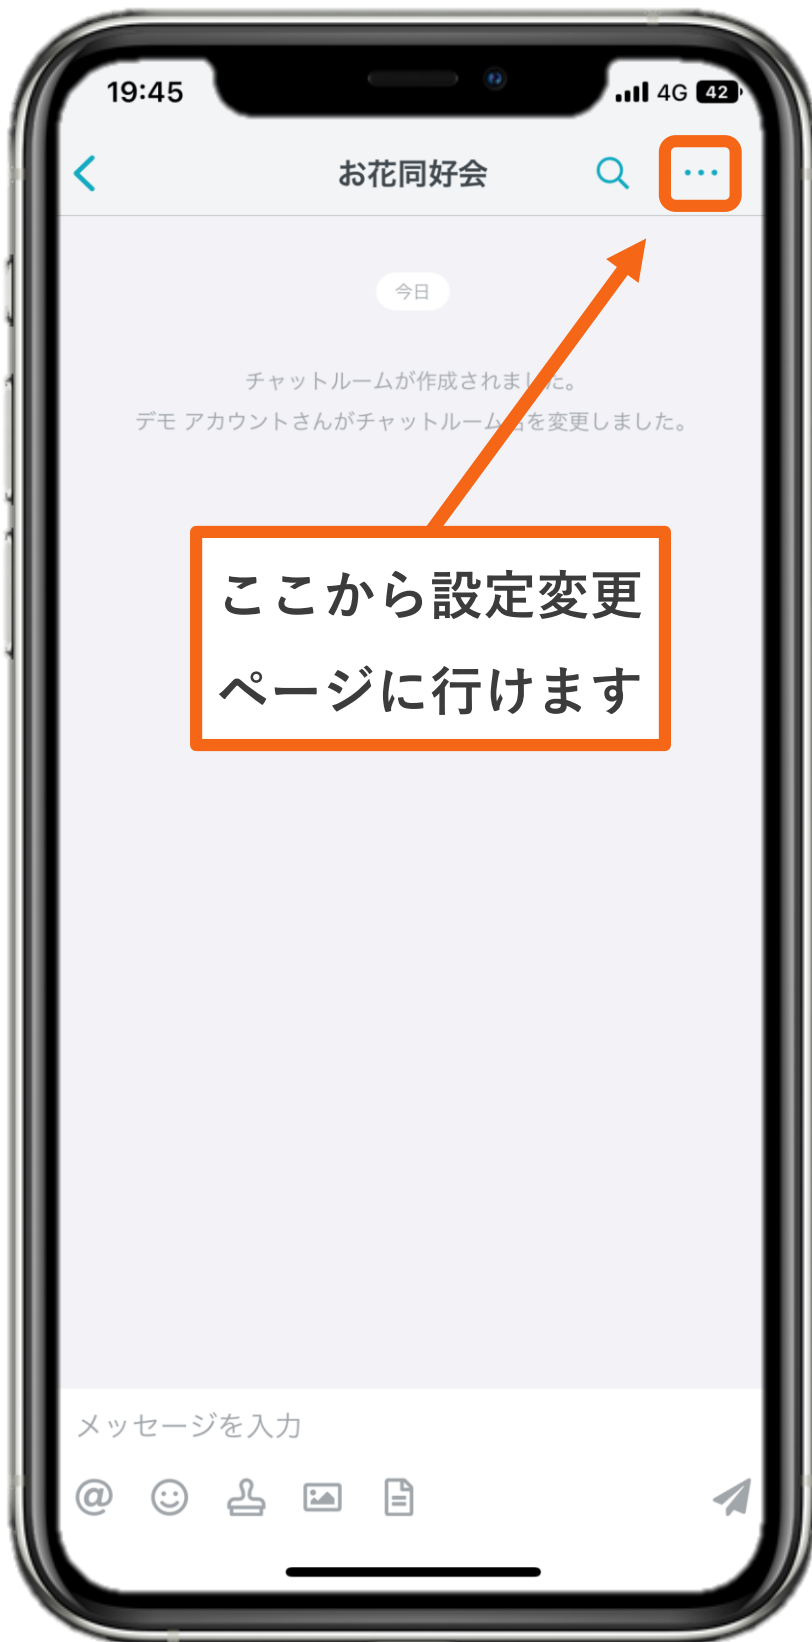 19:45
4G 42
お花同好会
今日
チャットルームが作成されました。
デモ アカウントさんがチャットルーム名を変更しました。
ここから設定変更
ページに行けます
メッセージを入力